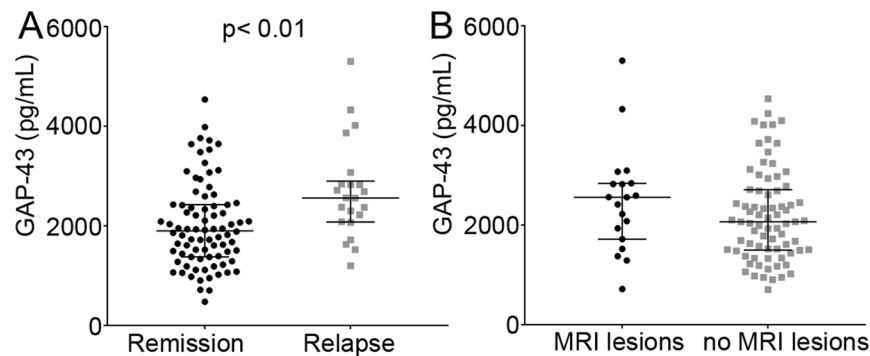 A
p< 0.01
GAP-43 (pg/mL)
6000
4000
2000
0
Remission
Relapse
B
GAP-43 (pg/mL)
6000
4000
2000
0
MRI lesions
no MRI lesions